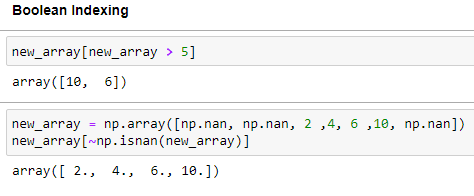 Boolean Indexing
new_array[new_array > 5]
array([10,  6])
new_array = np.array([np.nan, np.nan, 2 ,4, 6 ,10, np.nan])
new_array[~np.isnan(new_array)]
array([ 2.,  4.,  6., 10.])